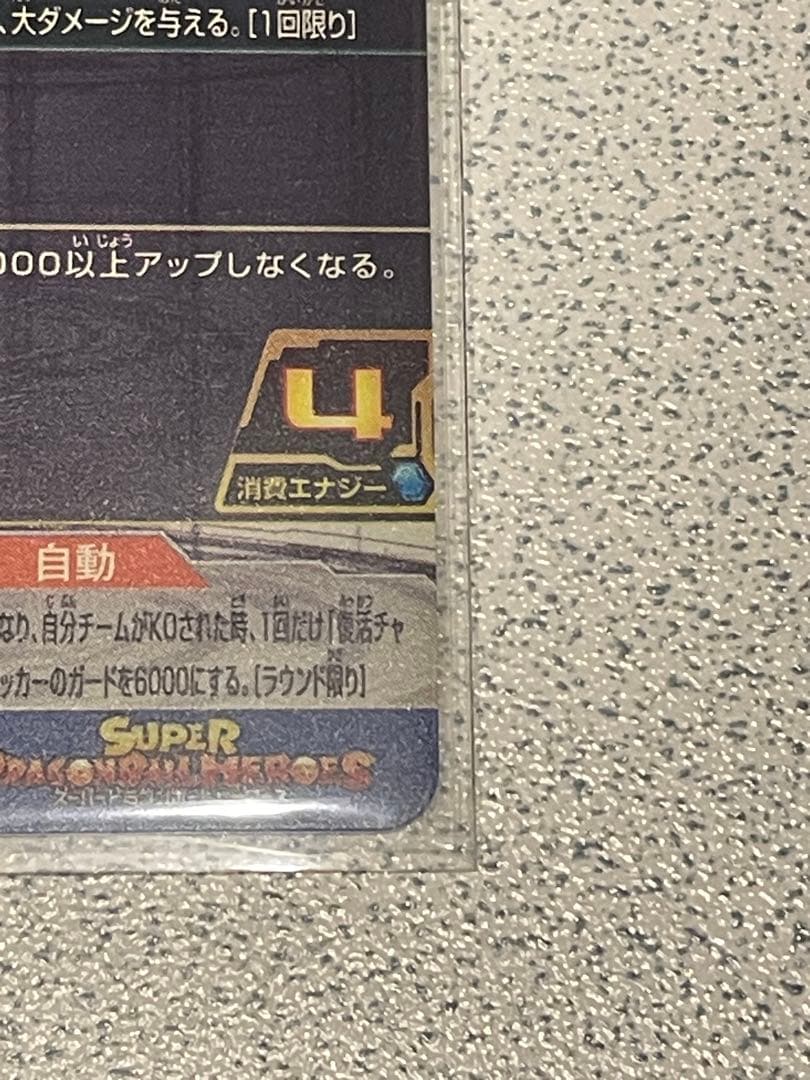 、大ダメージを与える。[1回限り]
い じょう
000以上アップしなくなる。
4
消費エナジー
自動
なり、自分チームがKOされた時、1回だけ「復活チャ
ッカーのガードを6000にする。[ラウンド限り]
SUPER
DRAGONBALL HEROES